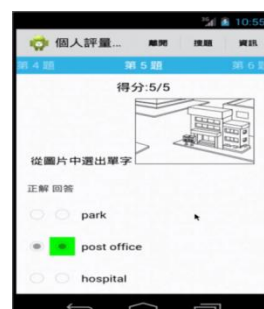 3G 10:55
個人評量... 離開 搜題 資訊
第 4 題 第 5 題 第 6 題
得分:5/5
從圖片中選出單字
正解 回答
park
post office
hospital